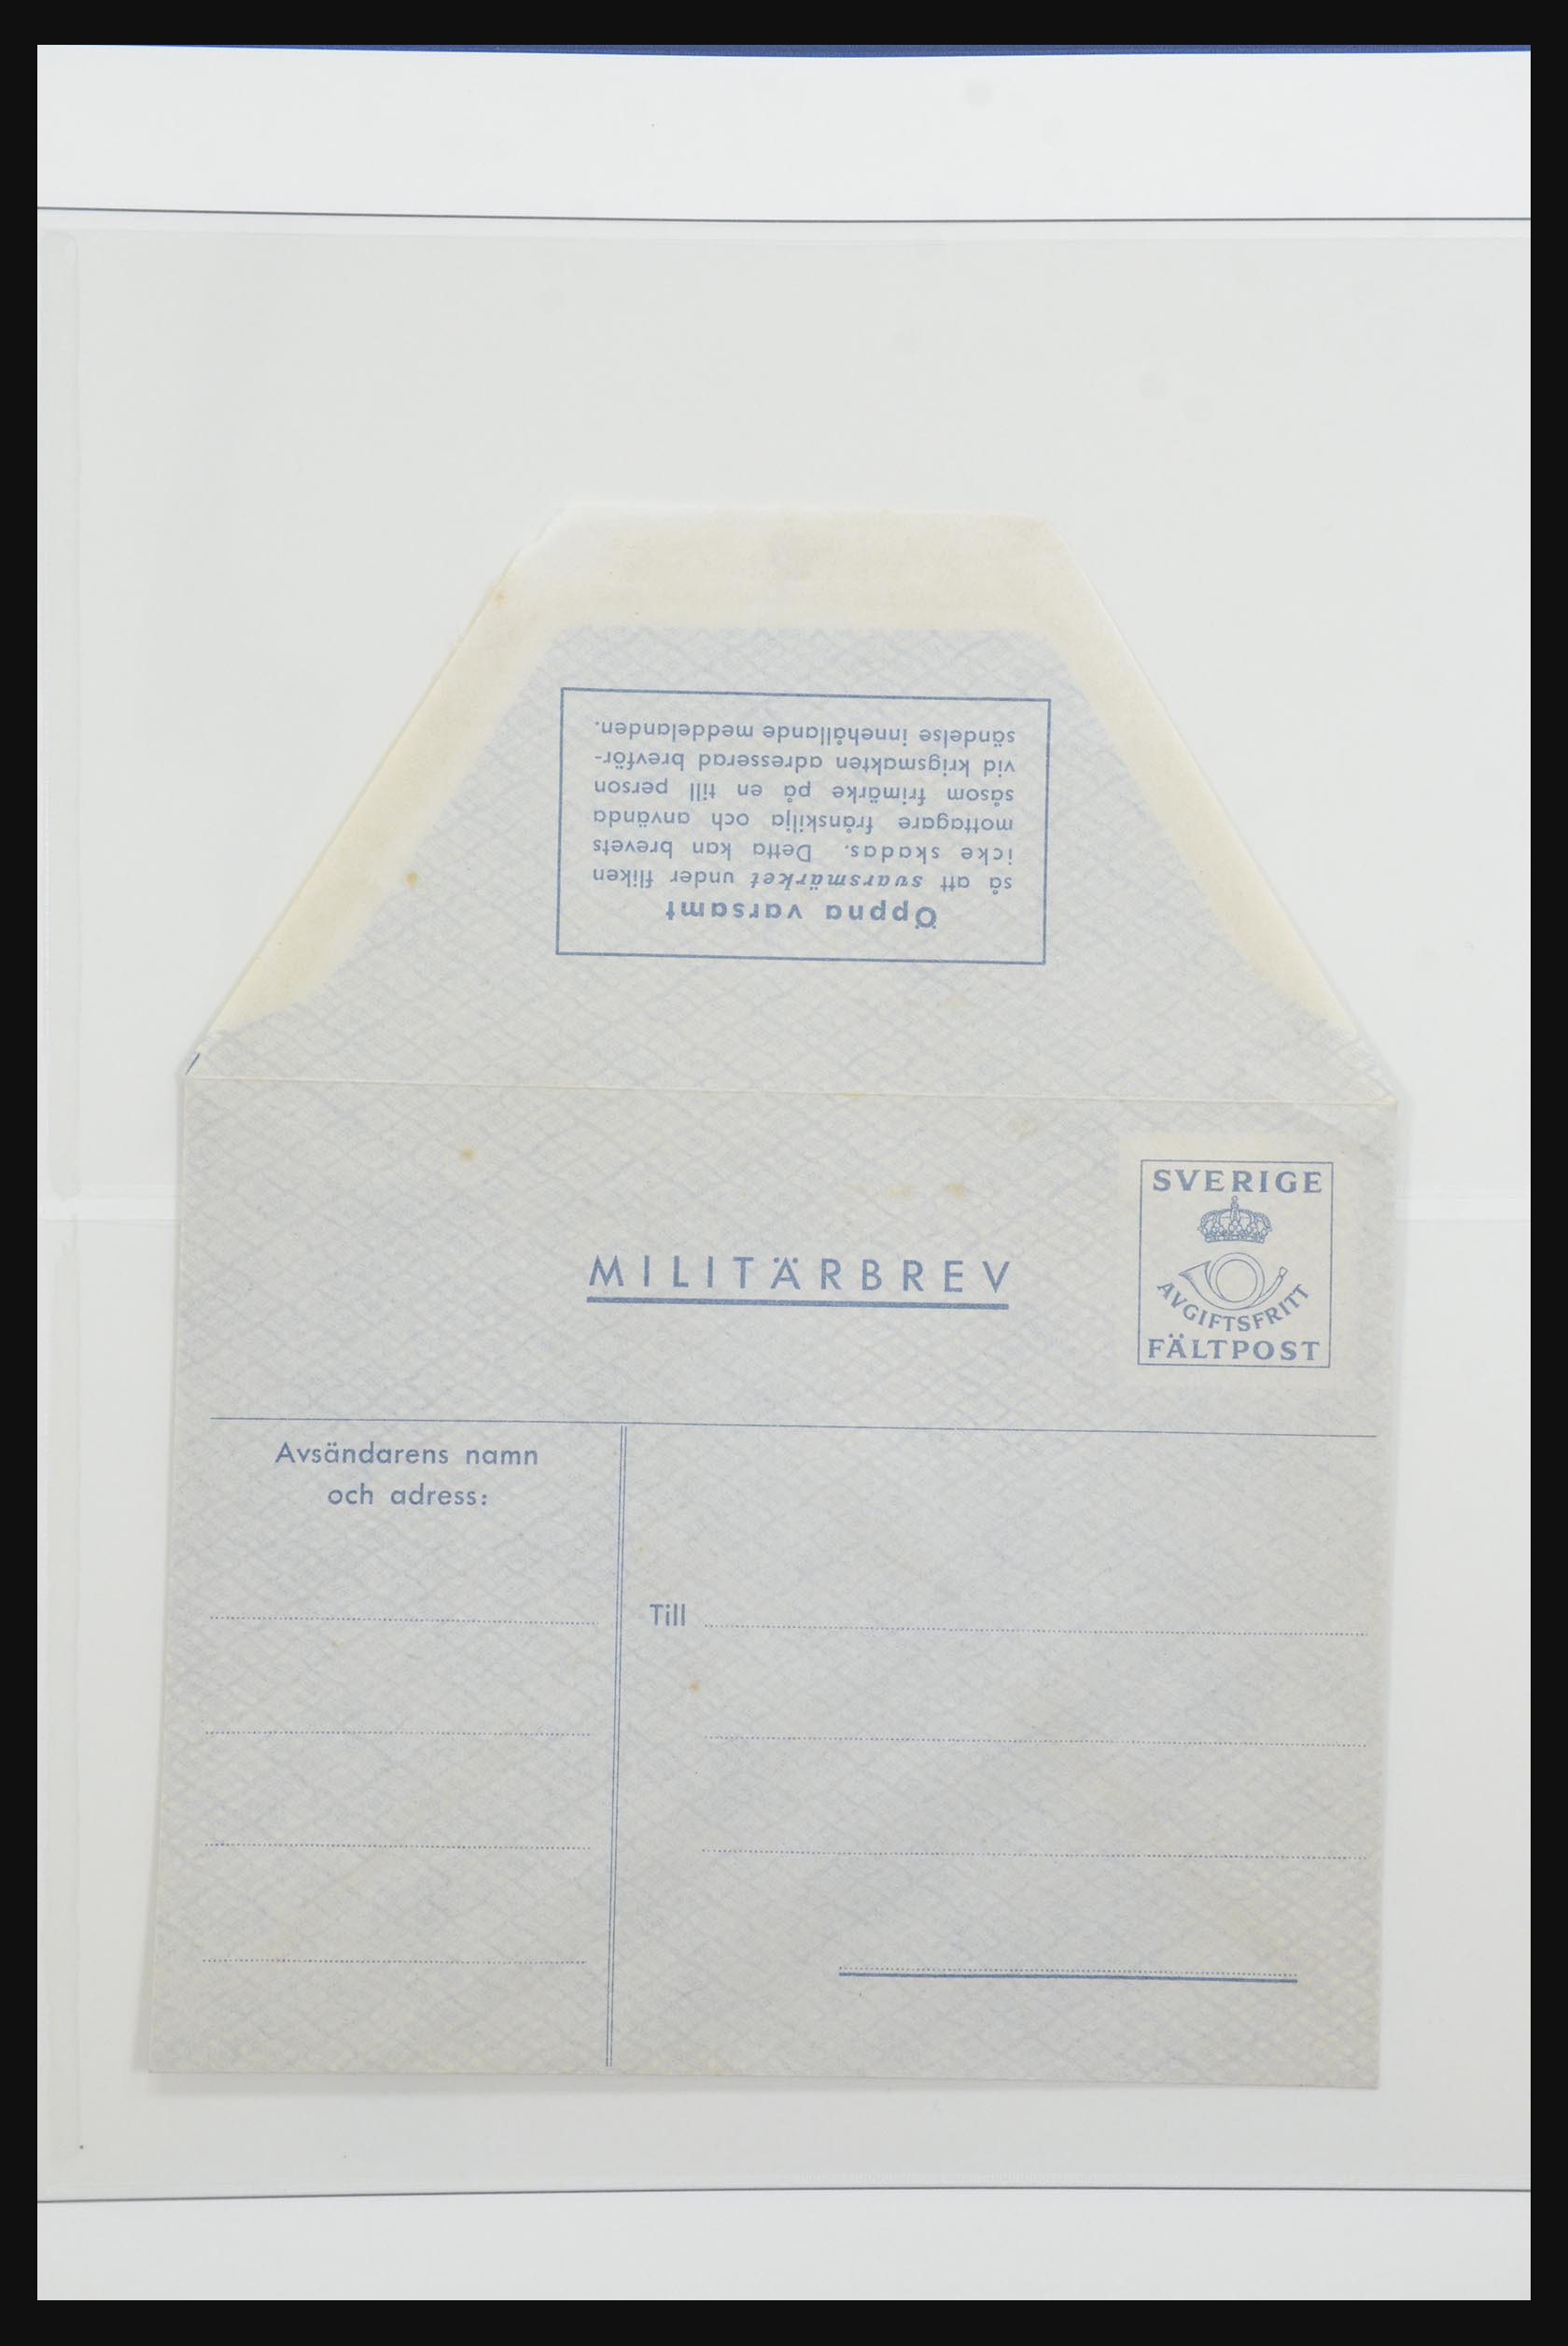 Öppna varsamt
så att svarsmärket under fliken
icke skadas. Detta kan brevets
mottagare frånskilja och använda
såsom frimärke på en till person
vid krigsmakten adresserad brevför-
sändelse innehållande meddelanden.
MILITÄRBREV
SVERIGE
AVGIFTSFRITT
FÄLTPOST
Avsändarens namn
och adress:
Till